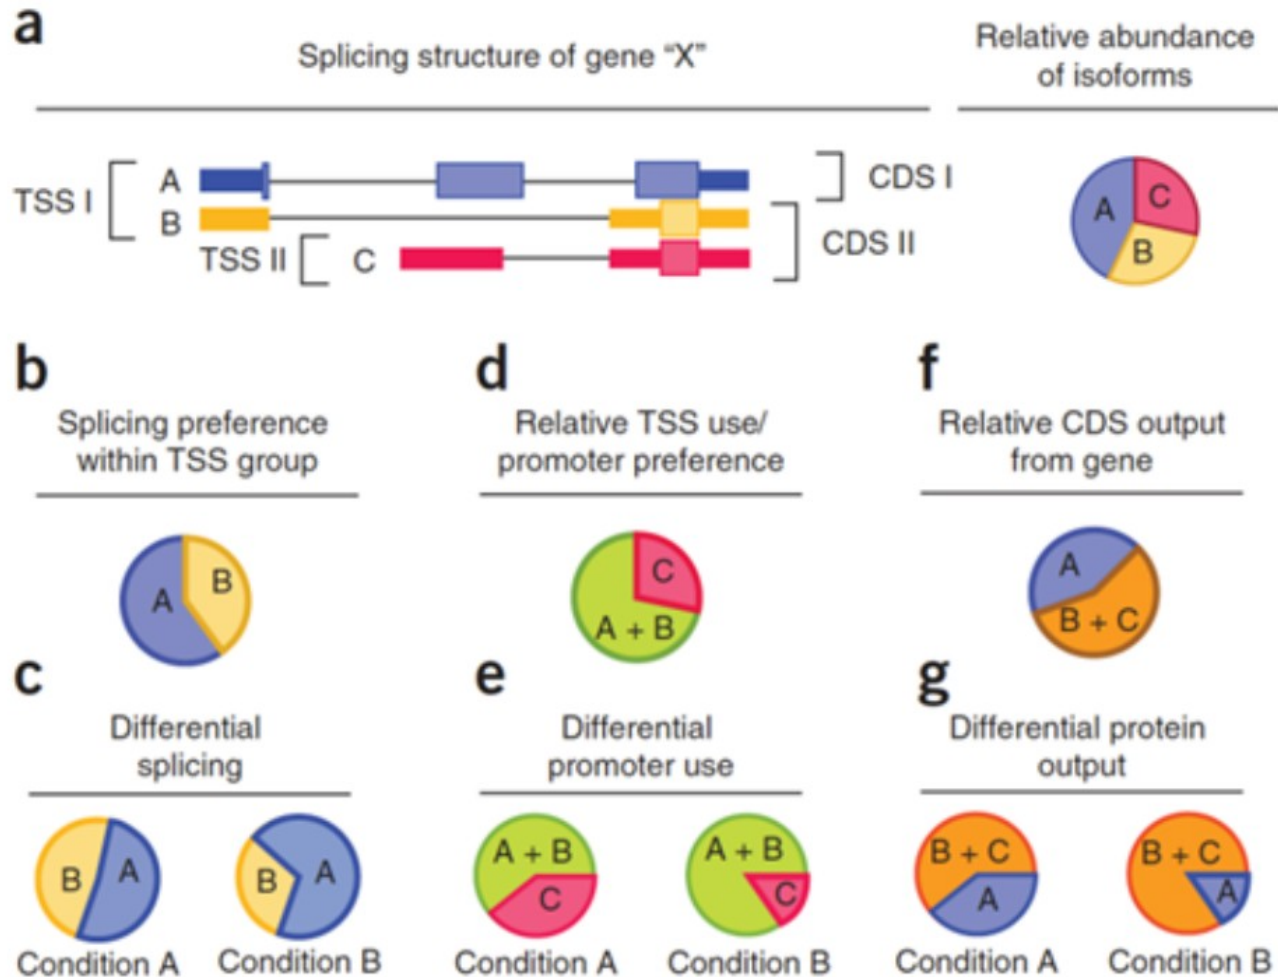 a
Splicing structure of gene “X”
Relative abundance
of isoforms
TSS I
A
B
TSS II
C
CDS I
CDS II
A
C
B
b
Splicing preference
within TSS group
A
B
d
Relative TSS use/
promoter preference
C
A + B
f
Relative CDS output
from gene
A
B + C
c
Differential
splicing
B
A
Condition A
B
A
Condition B
e
Differential
promoter use
A + B
C
Condition A
A + B
C
Condition B
g
Differential protein
output
B + C
A
Condition A
B + C
A
Condition B